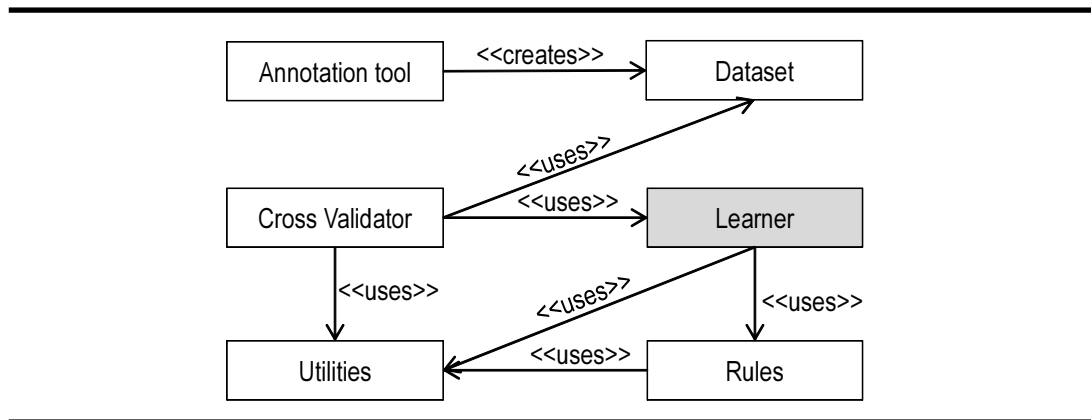 <<creates>>
Annotation tool
Dataset
<<uses>>
<<uses>>
Cross Validator
Learner
<<uses>>
<<uses>>
<<uses>>
<<uses>>
Utilities
Rules